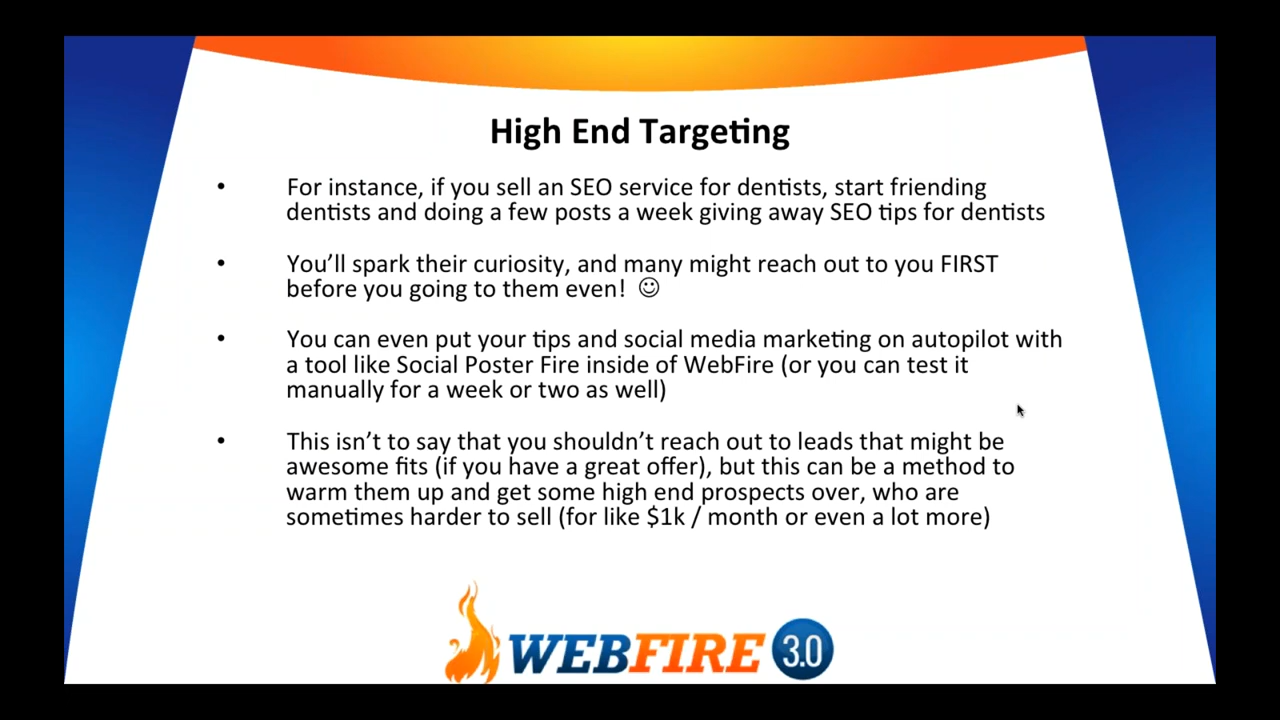 High End Targeting
• For instance, if you sell an SEO service for dentists, start friending
dentists and doing a few posts a week giving away SEO tips for dentists
• You’ll spark their curiosity, and many might reach out to you FIRST
before you going to them even! ☺
• You can even put your tips and social media marketing on autopilot with
a tool like Social Poster Fire inside of WebFire (or you can test it
manually for a week or two as well)
• This isn’t to say that you shouldn’t reach out to leads that might be
awesome fits (if you have a great offer), but this can be a method to
warm them up and get some high end prospects over, who are
sometimes harder to sell (for like $1k / month or even a lot more)
WEBFIRE 3.0